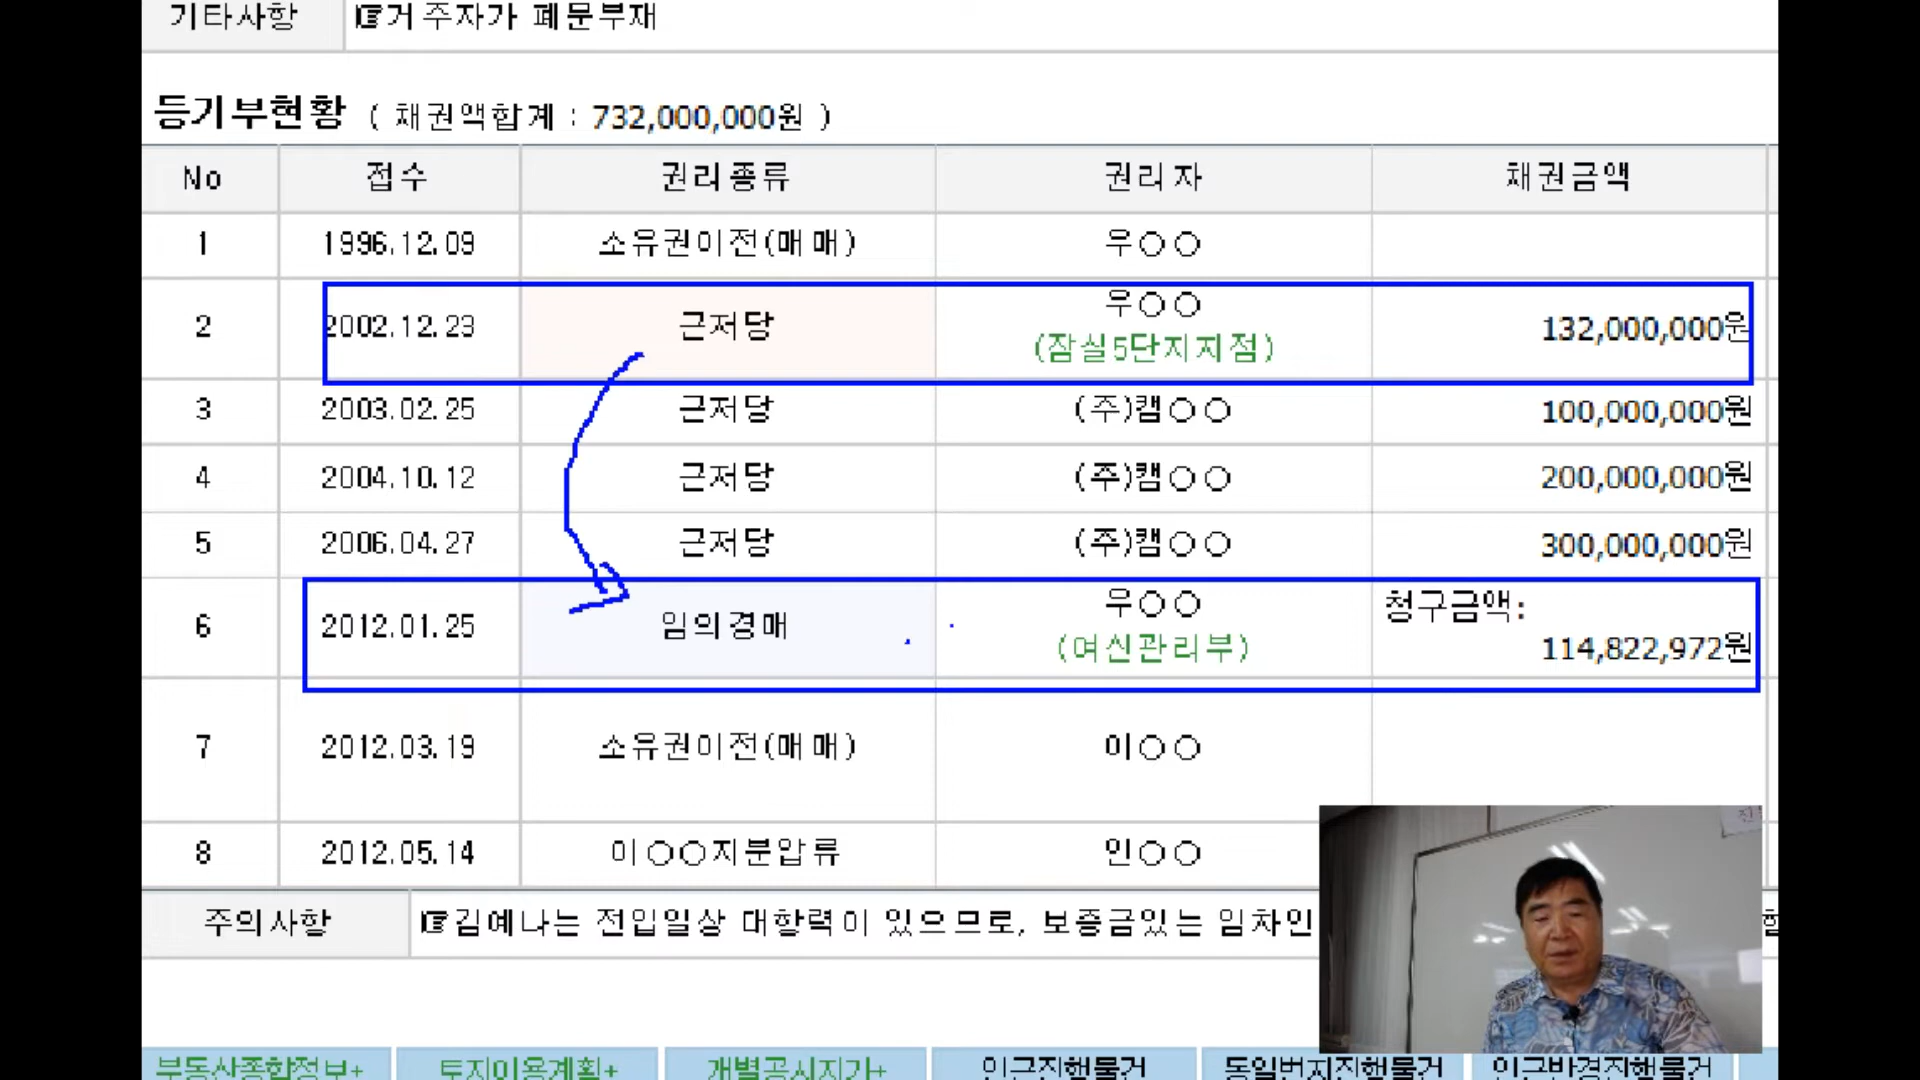 기타사항 ☞거주자가 폐문부재
등기부현황 ( 채권액합계 : 732,000,000원 )
No 접수 권리종류 권리자 채권금액
1 1996.12.09 소유권이전(매매) 우○○
2 2002.12.23 근저당 우○○ (잠실5단지지점) 132,000,000원
3 2003.02.25 근저당 (주)캠○○ 100,000,000원
4 2004.10.12 근저당 (주)캠○○ 200,000,000원
5 2006.04.27 근저당 (주)캠○○ 300,000,000원
6 2012.01.25 임의경매 우○○ (여신관리부) 청구금액: 114,822,972원
7 2012.03.19 소유권이전(매매) 이○○
8 2012.05.14 이○○지분압류 인○○
주의사항 ☞김예나는 전입일상 대항력이 있으므로, 보증금있는 임차인
부동산종합정보+ 토지이용계획+ 개별공시지가+ 인근진행물건 동일번지진행물건 인근반경진행물건